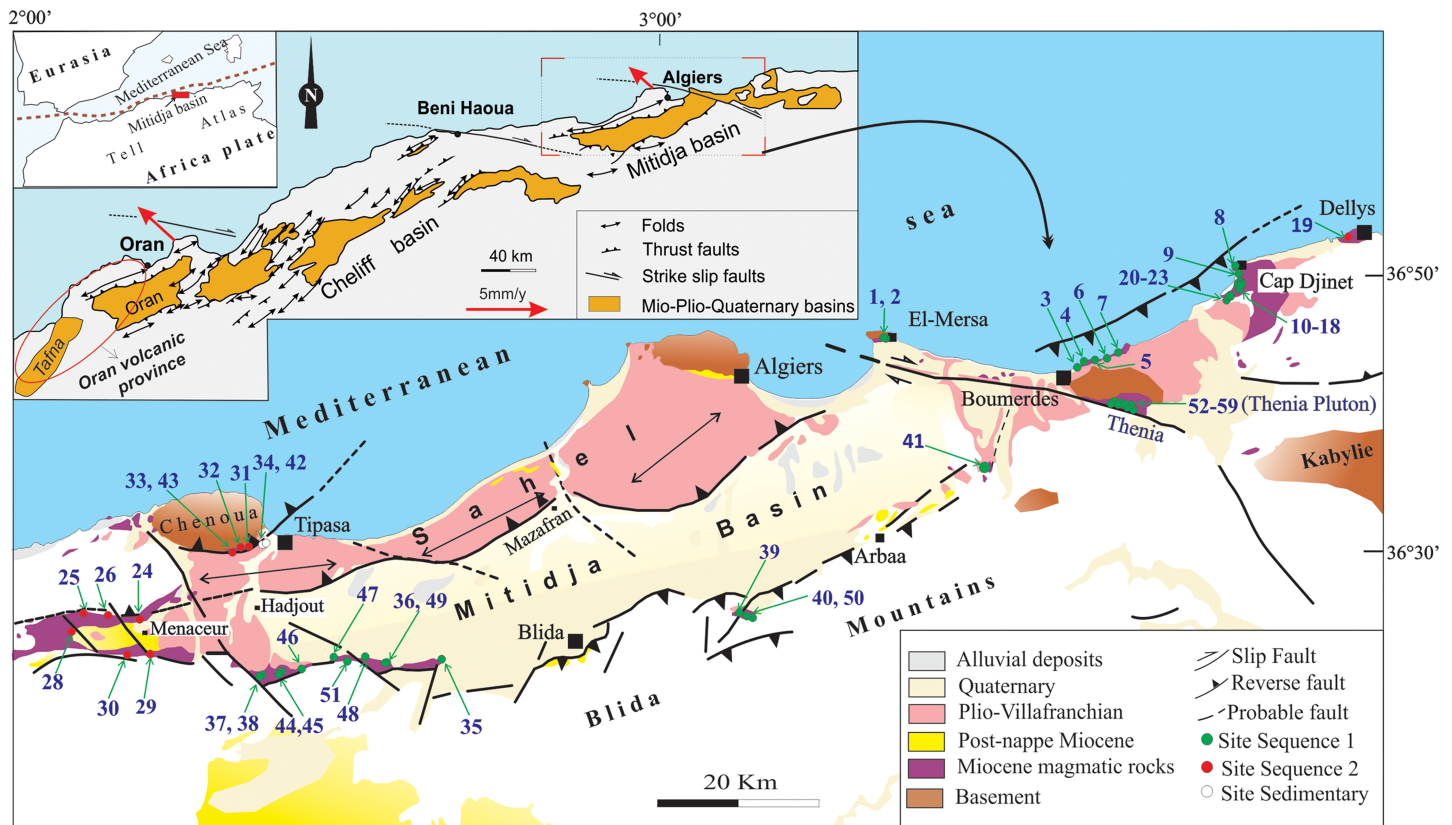 2°00'
3°00'
Eurasia
Mediterranean Sea
Mitidja basin
Atlas
Tell
Africa plate
N
Beni Haoua
Algiers
Mitidja basin
Cheliff basin
Oran
Oran
Tafna
Oran volcanic
province
Folds
Thrust faults
Strike slip faults
Mio-Plio-Quaternary basins
40 km
5mm/y
Mediterranean
sea
36°50'
36°30'
8
19
Dellys
9
Cap Djinet
20-23
10-18
3
4
6
7
5
1, 2
El-Mersa
Algiers
Boumerdes
52-59 (Thenia Pluton)
Thenia
41
Kabylie
33, 43
32
31
34, 42
Chenoua
Tipasa
Sahel
Mazafran
Mitidja
Basin
Arbaa
39
40, 50
Blida
Mountains
Blida
25
26
24
Hadjout
Menaceur
28
30
29
37, 38
46
44,45
47
51
48
36, 49
35
20 Km
Alluvial deposits
Quaternary
Plio-Villafranchian
Post-nappe Miocene
Miocene magmatic rocks
Basement
Slip Fault
Reverse fault
Probable fault
Site Sequence 1
Site Sequence 2
Site Sedimentary